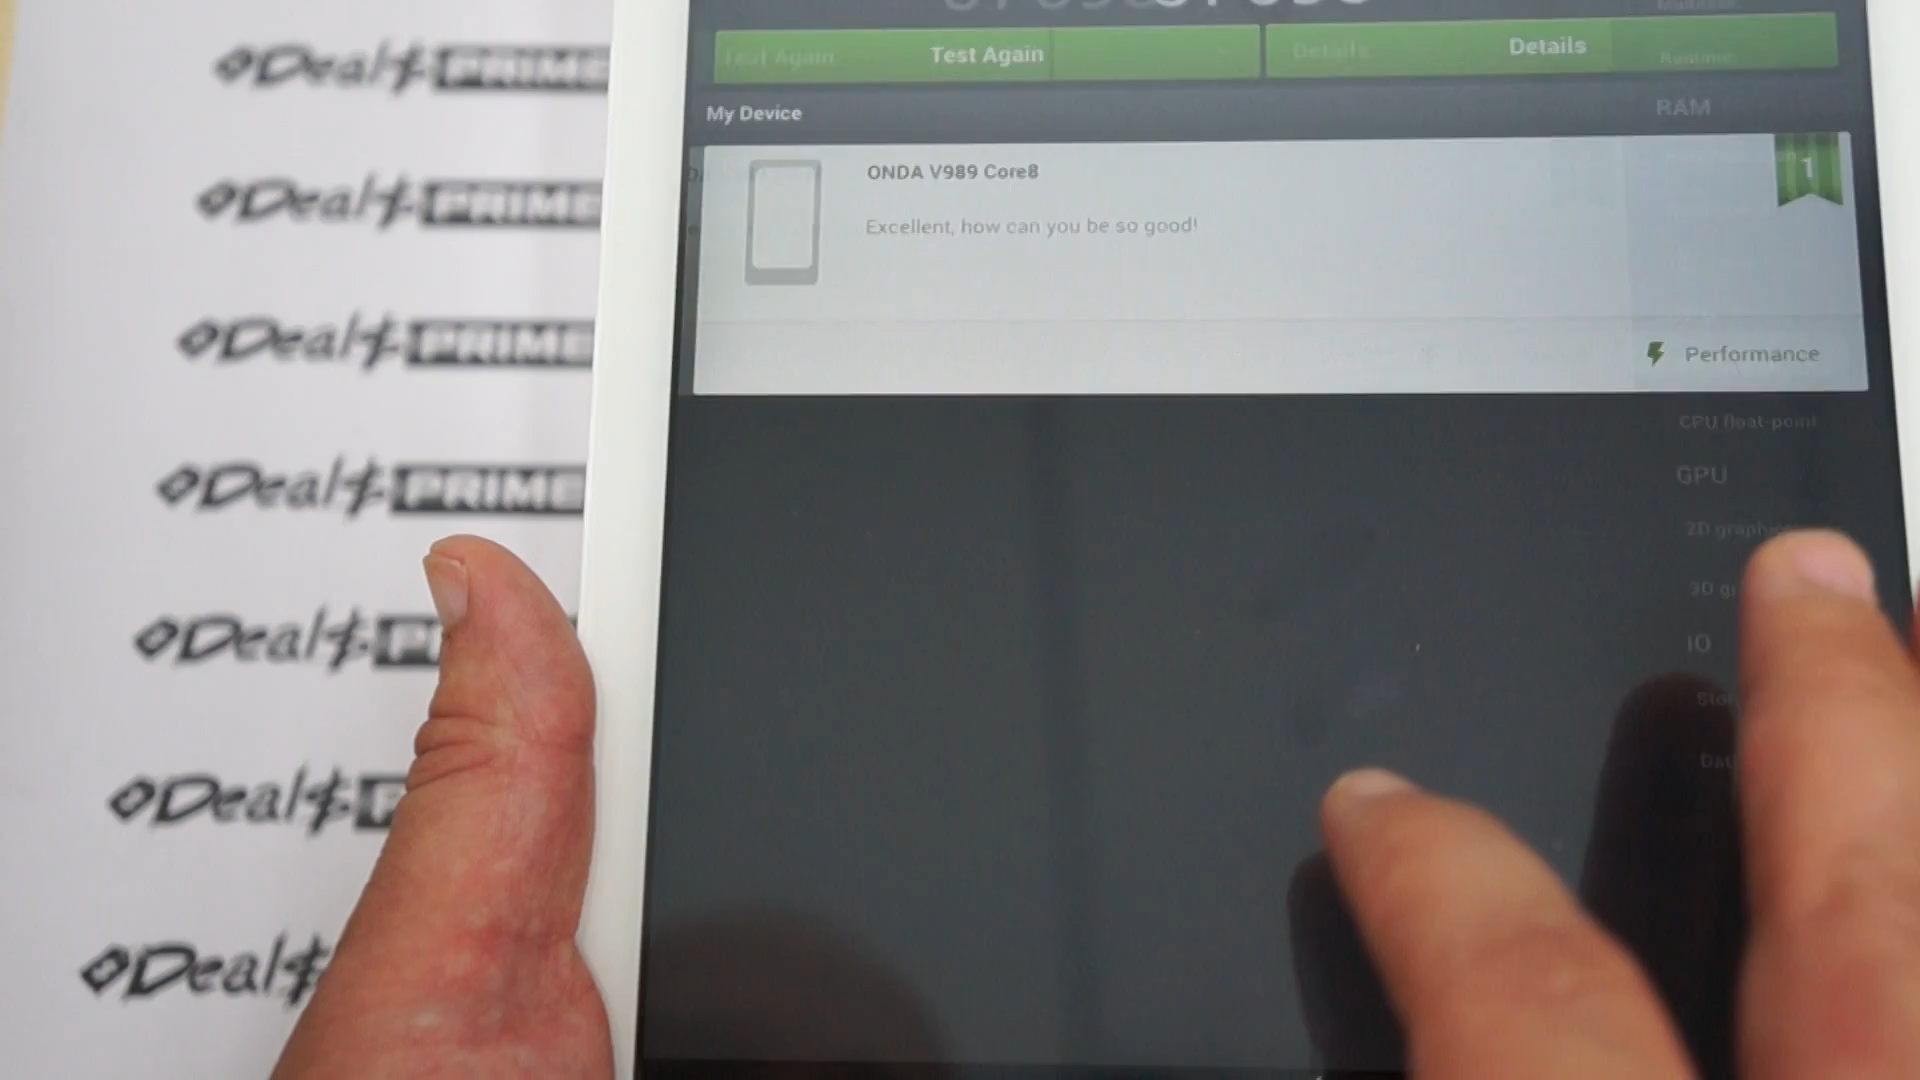 Deal$ PRIME
Test Again Test Again Details Details
Runtime
My Device
RAM
Deal$ PRIME
ONDA V989 Core8
1
Excellent, how can you be so good!
Deal$ PRIME
Performance
CPU float-point
GPU
Deal$ PRIME
2D
3D
IO
Deal$
Deal$
Deal$